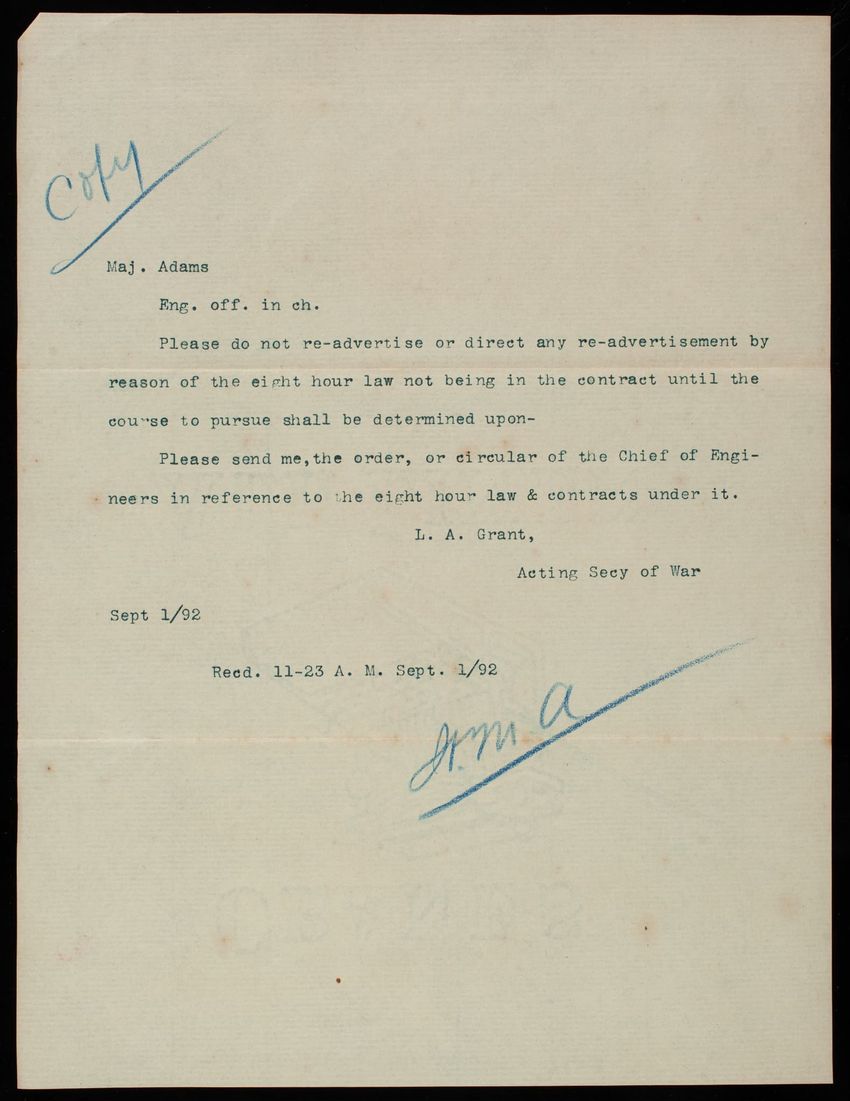 Copy
Maj. Adams
Eng. off. in ch.
Please do not re-advertise or direct any re-advertisement by
reason of the eight hour law not being in the contract until the
course to pursue shall be determined upon-
Please send me,the order, or circular of the Chief of Engi-
neers in reference to the eight hour law & contracts under it.
L. A. Grant,
Acting Secy of War
Sept 1/92
Recd. 11-23 A. M. Sept. 1/92